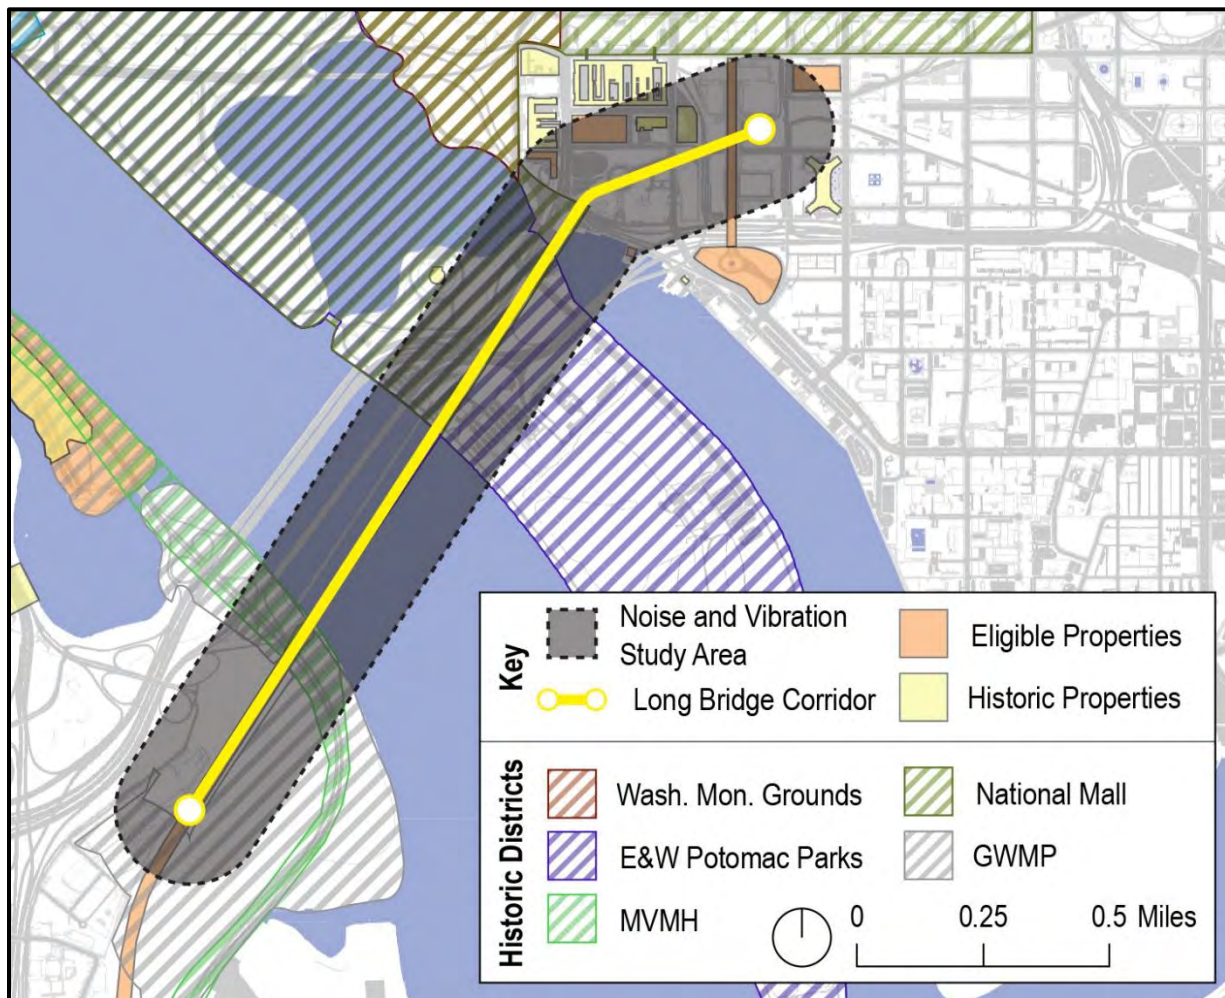 Key
Noise and Vibration
Study Area
Long Bridge Corridor
Eligible Properties
Historic Properties
Historic Districts
Wash. Mon. Grounds
E&W Potomac Parks
MVMH
National Mall
GWMP
0 0.25 0.5 Miles